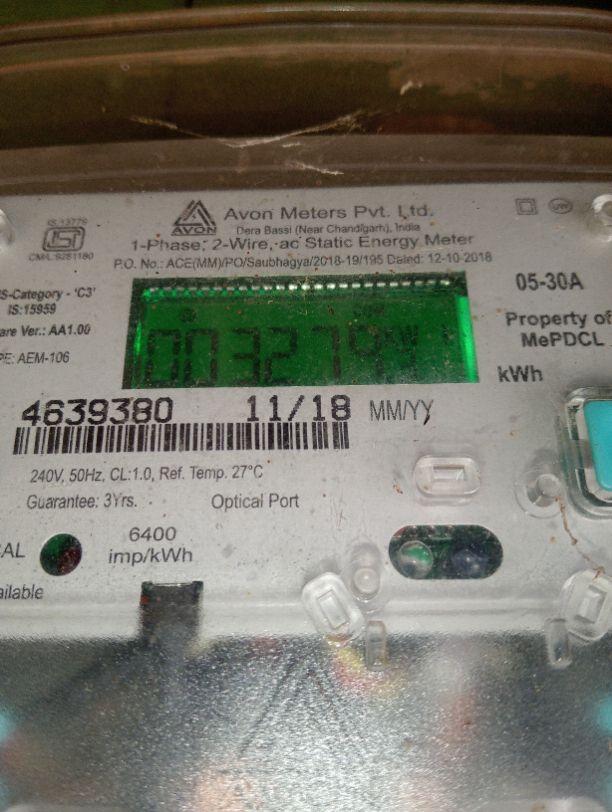 IS:13779
ISI
CM/L:9281180
AVON
Avon Meters Pvt. Ltd.
Dera Bassi (Near Chandigarh), India
1-Phase, 2-Wire, ac Static Energy Meter
P.O. No.: ACE(MM)/PO/Saubhagya/2018-19/195 Dated: 12-10-2018
S-Category - 'C3'
IS:15959
are Ver.: AA1.00
PE: AEM-106
05-30A
Property of
MePDCL
kWh
4639380 11/18 MM/YY
240V, 50Hz, CL:1.0, Ref. Temp. 27°C
Guarantee: 3Yrs. Optical Port
6400
imp/kWh
CAL
ailable